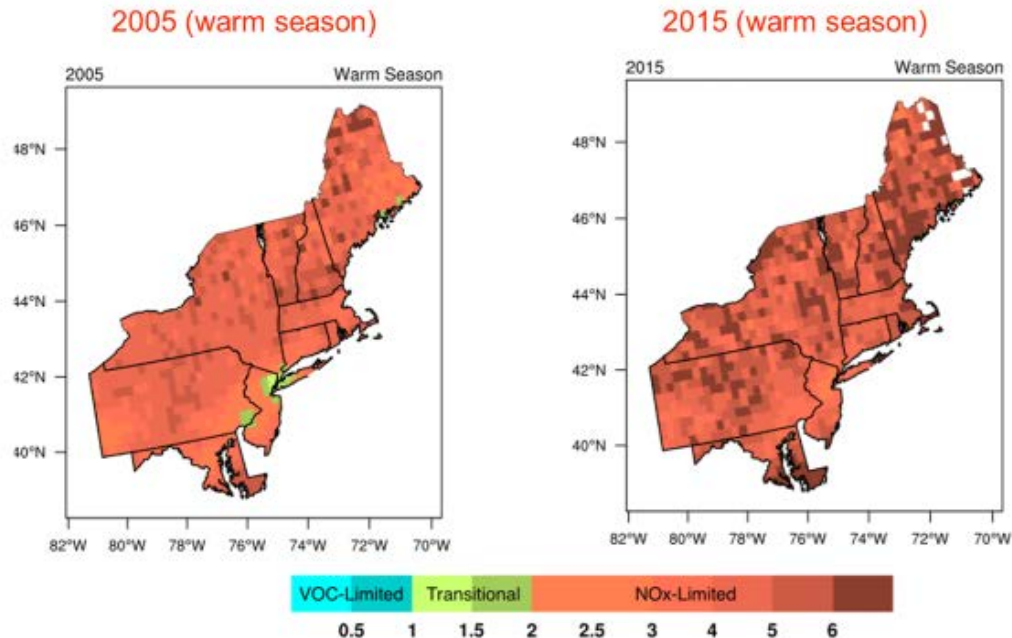 2005 (warm season)
2015 (warm season)
2005 Warm Season
2015 Warm Season
48°N
46°N
44°N
42°N
40°N
82°W 80°W 78°W 76°W 74°W 72°W 70°W
48°N
46°N
44°N
42°N
40°N
82°W 80°W 78°W 76°W 74°W 72°W 70°W
VOC-Limited Transitional NOx-Limited
0.5 1 1.5 2 2.5 3 4 5 6